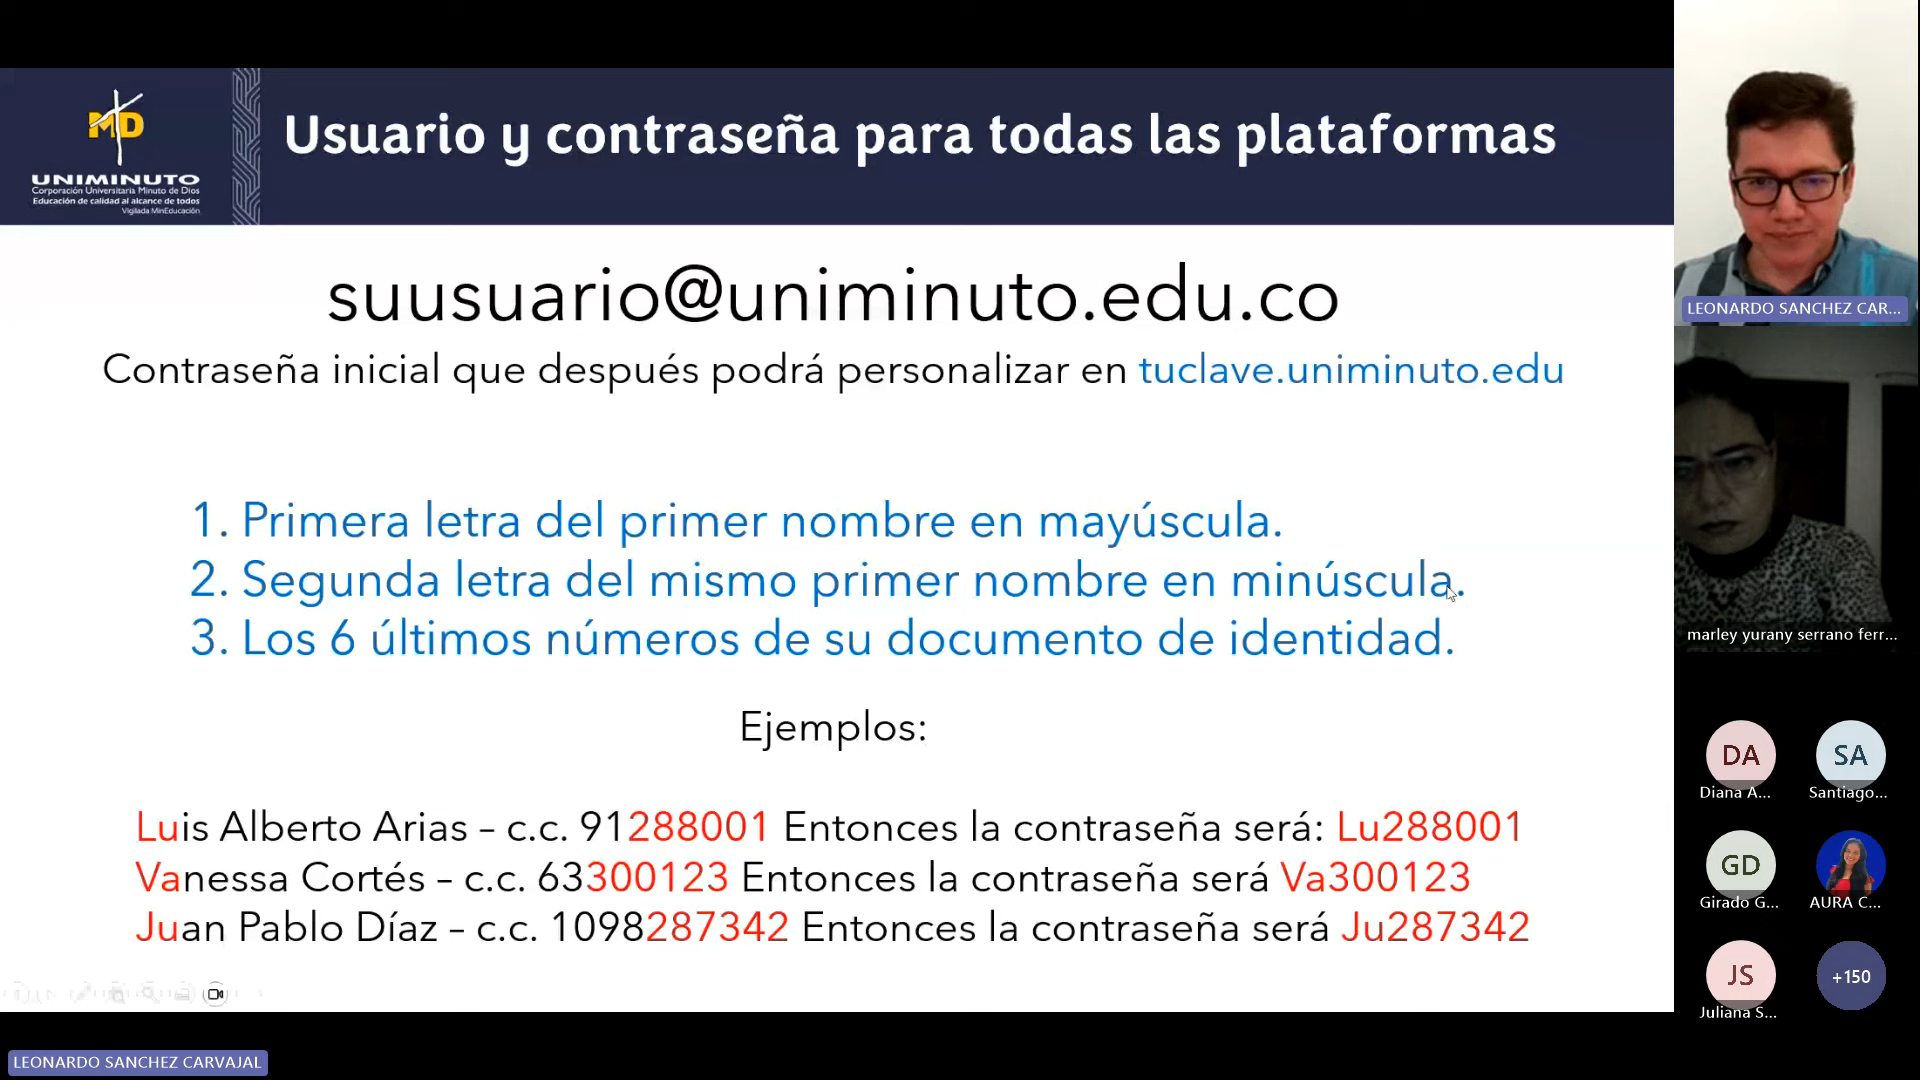 MD
UNIMINUTO
Corporación Universitaria Minuto de Dios
Educación de calidad al alcance de todos
Vigilada MinEducación
Usuario y contraseña para todas las plataformas
suusuario@uniminuto.edu.co
Contraseña inicial que después podrá personalizar en tuclave.uniminuto.edu
1. Primera letra del primer nombre en mayúscula.
2. Segunda letra del mismo primer nombre en minúscula.
3. Los 6 últimos números de su documento de identidad.
Ejemplos:
Luis Alberto Arias – c.c. 91288001 Entonces la contraseña será: Lu288001
Vanessa Cortés – c.c. 63300123 Entonces la contraseña será Va300123
Juan Pablo Díaz – c.c. 1098287342 Entonces la contraseña será Ju287342
LEONARDO SANCHEZ CAR...
marley yurany serrano ferr...
DA
Diana A...
SA
Santiago...
GD
Girado G...
AURA C...
JS
Juliana S...
+150
LEONARDO SANCHEZ CARVAJAL